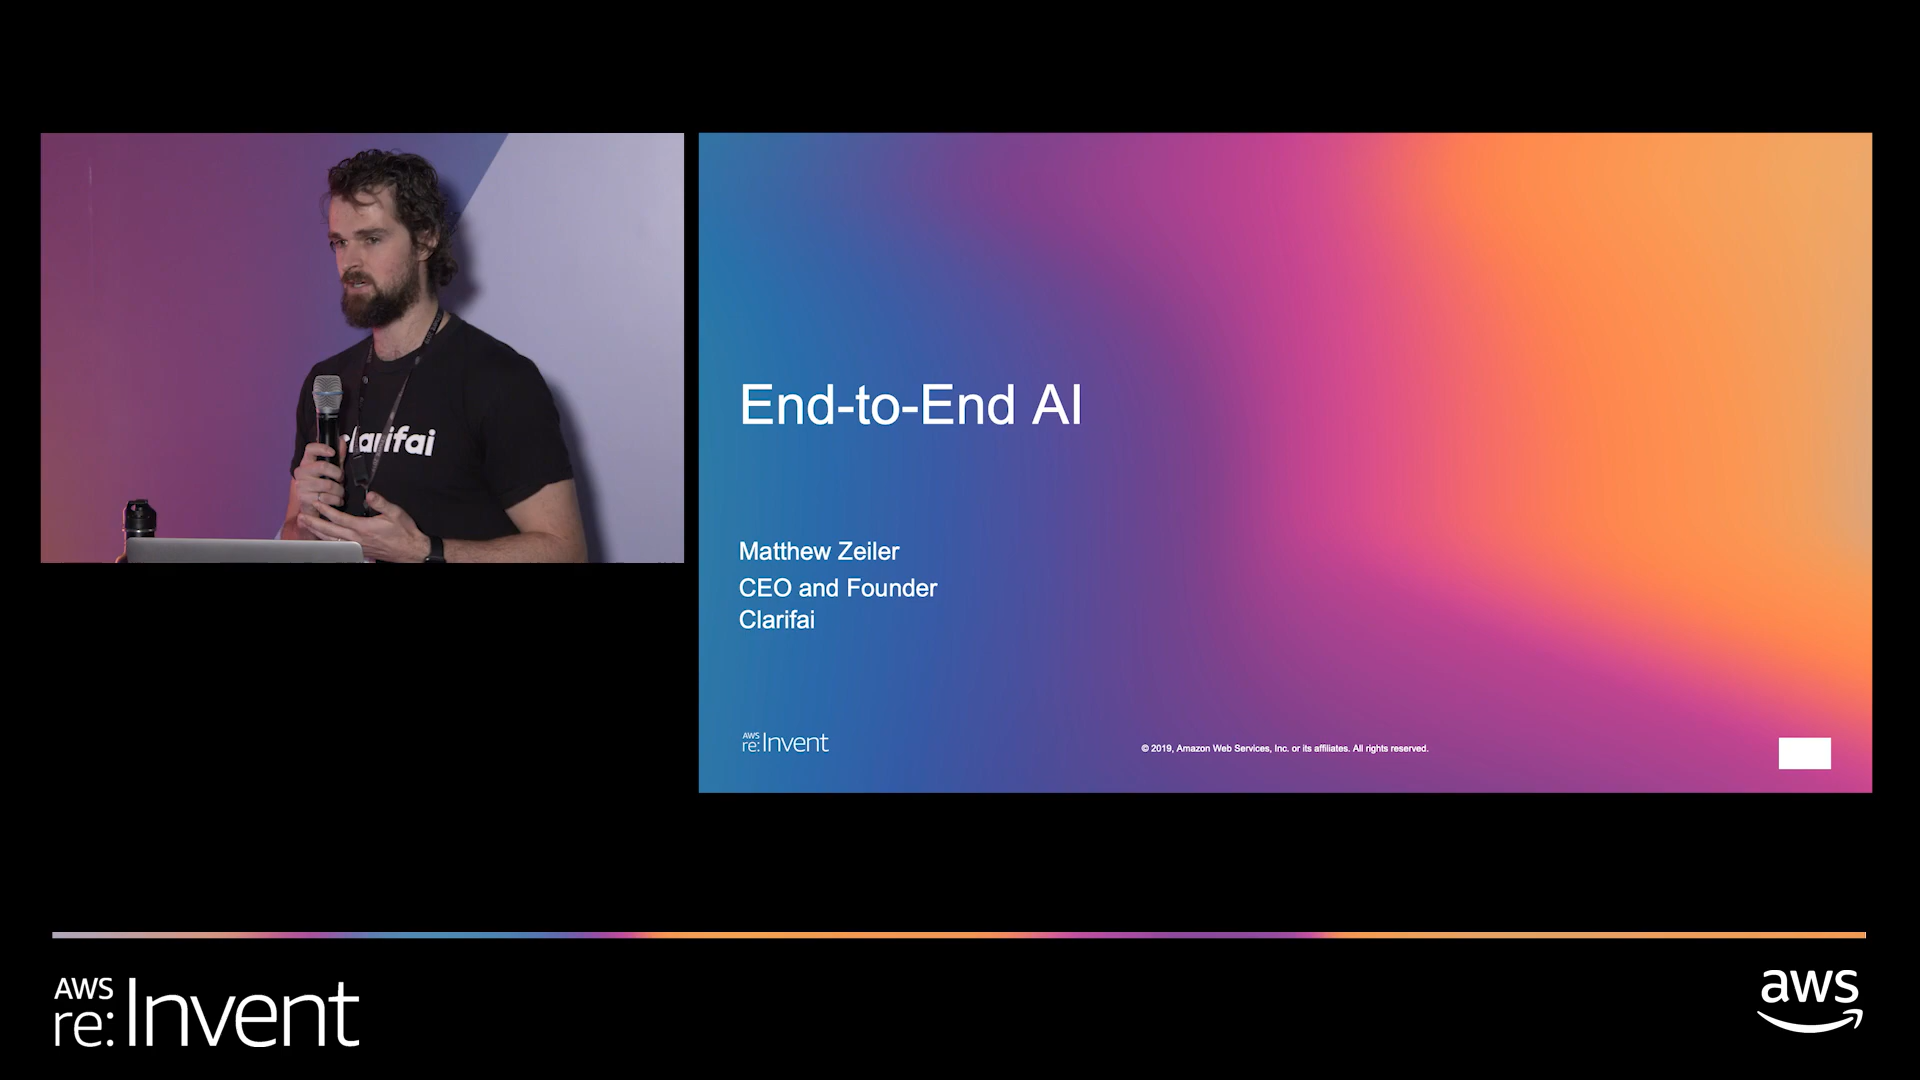 clarifai
End-to-End AI
Matthew Zeiler
CEO and Founder
Clarifai
AWS
re:Invent
© 2019, Amazon Web Services, Inc. or its affiliates. All rights reserved.
AWS
re:Invent
aws